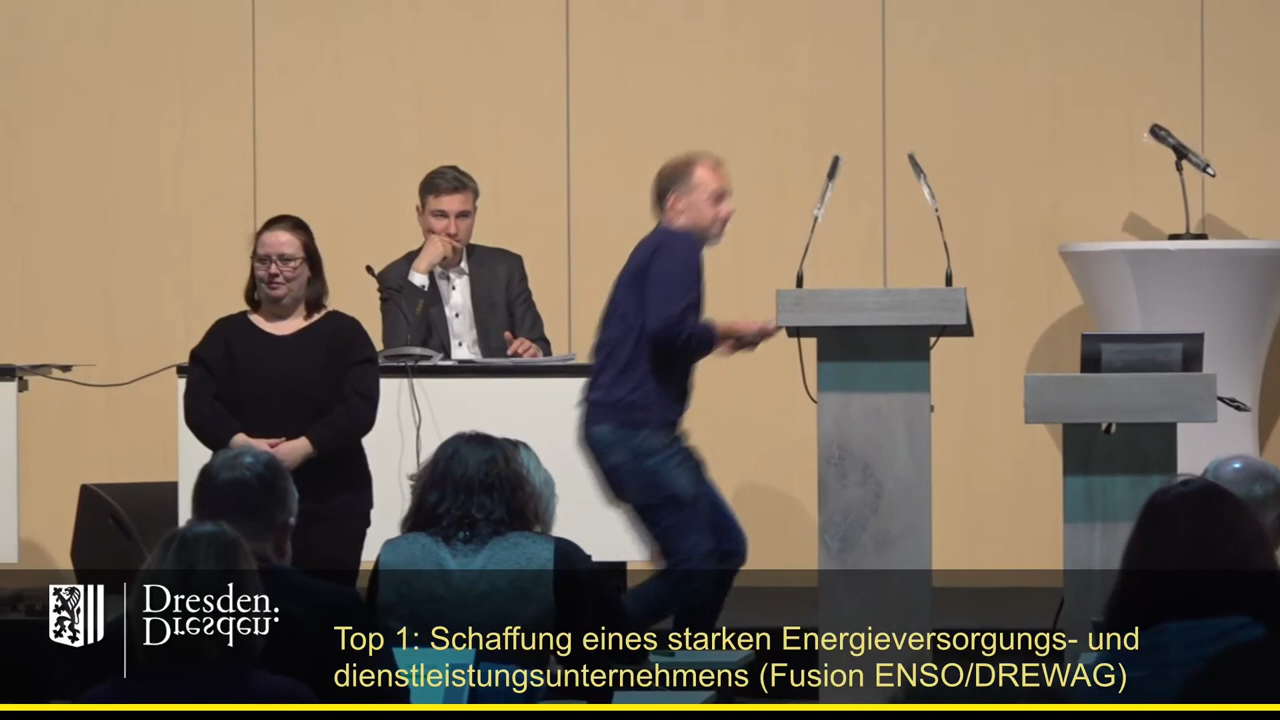 Dresden.
Dresden.
Top 1: Schaffung eines starken Energieversorgungs- und
dienstleistungsunternehmens (Fusion ENSO/DREWAG)